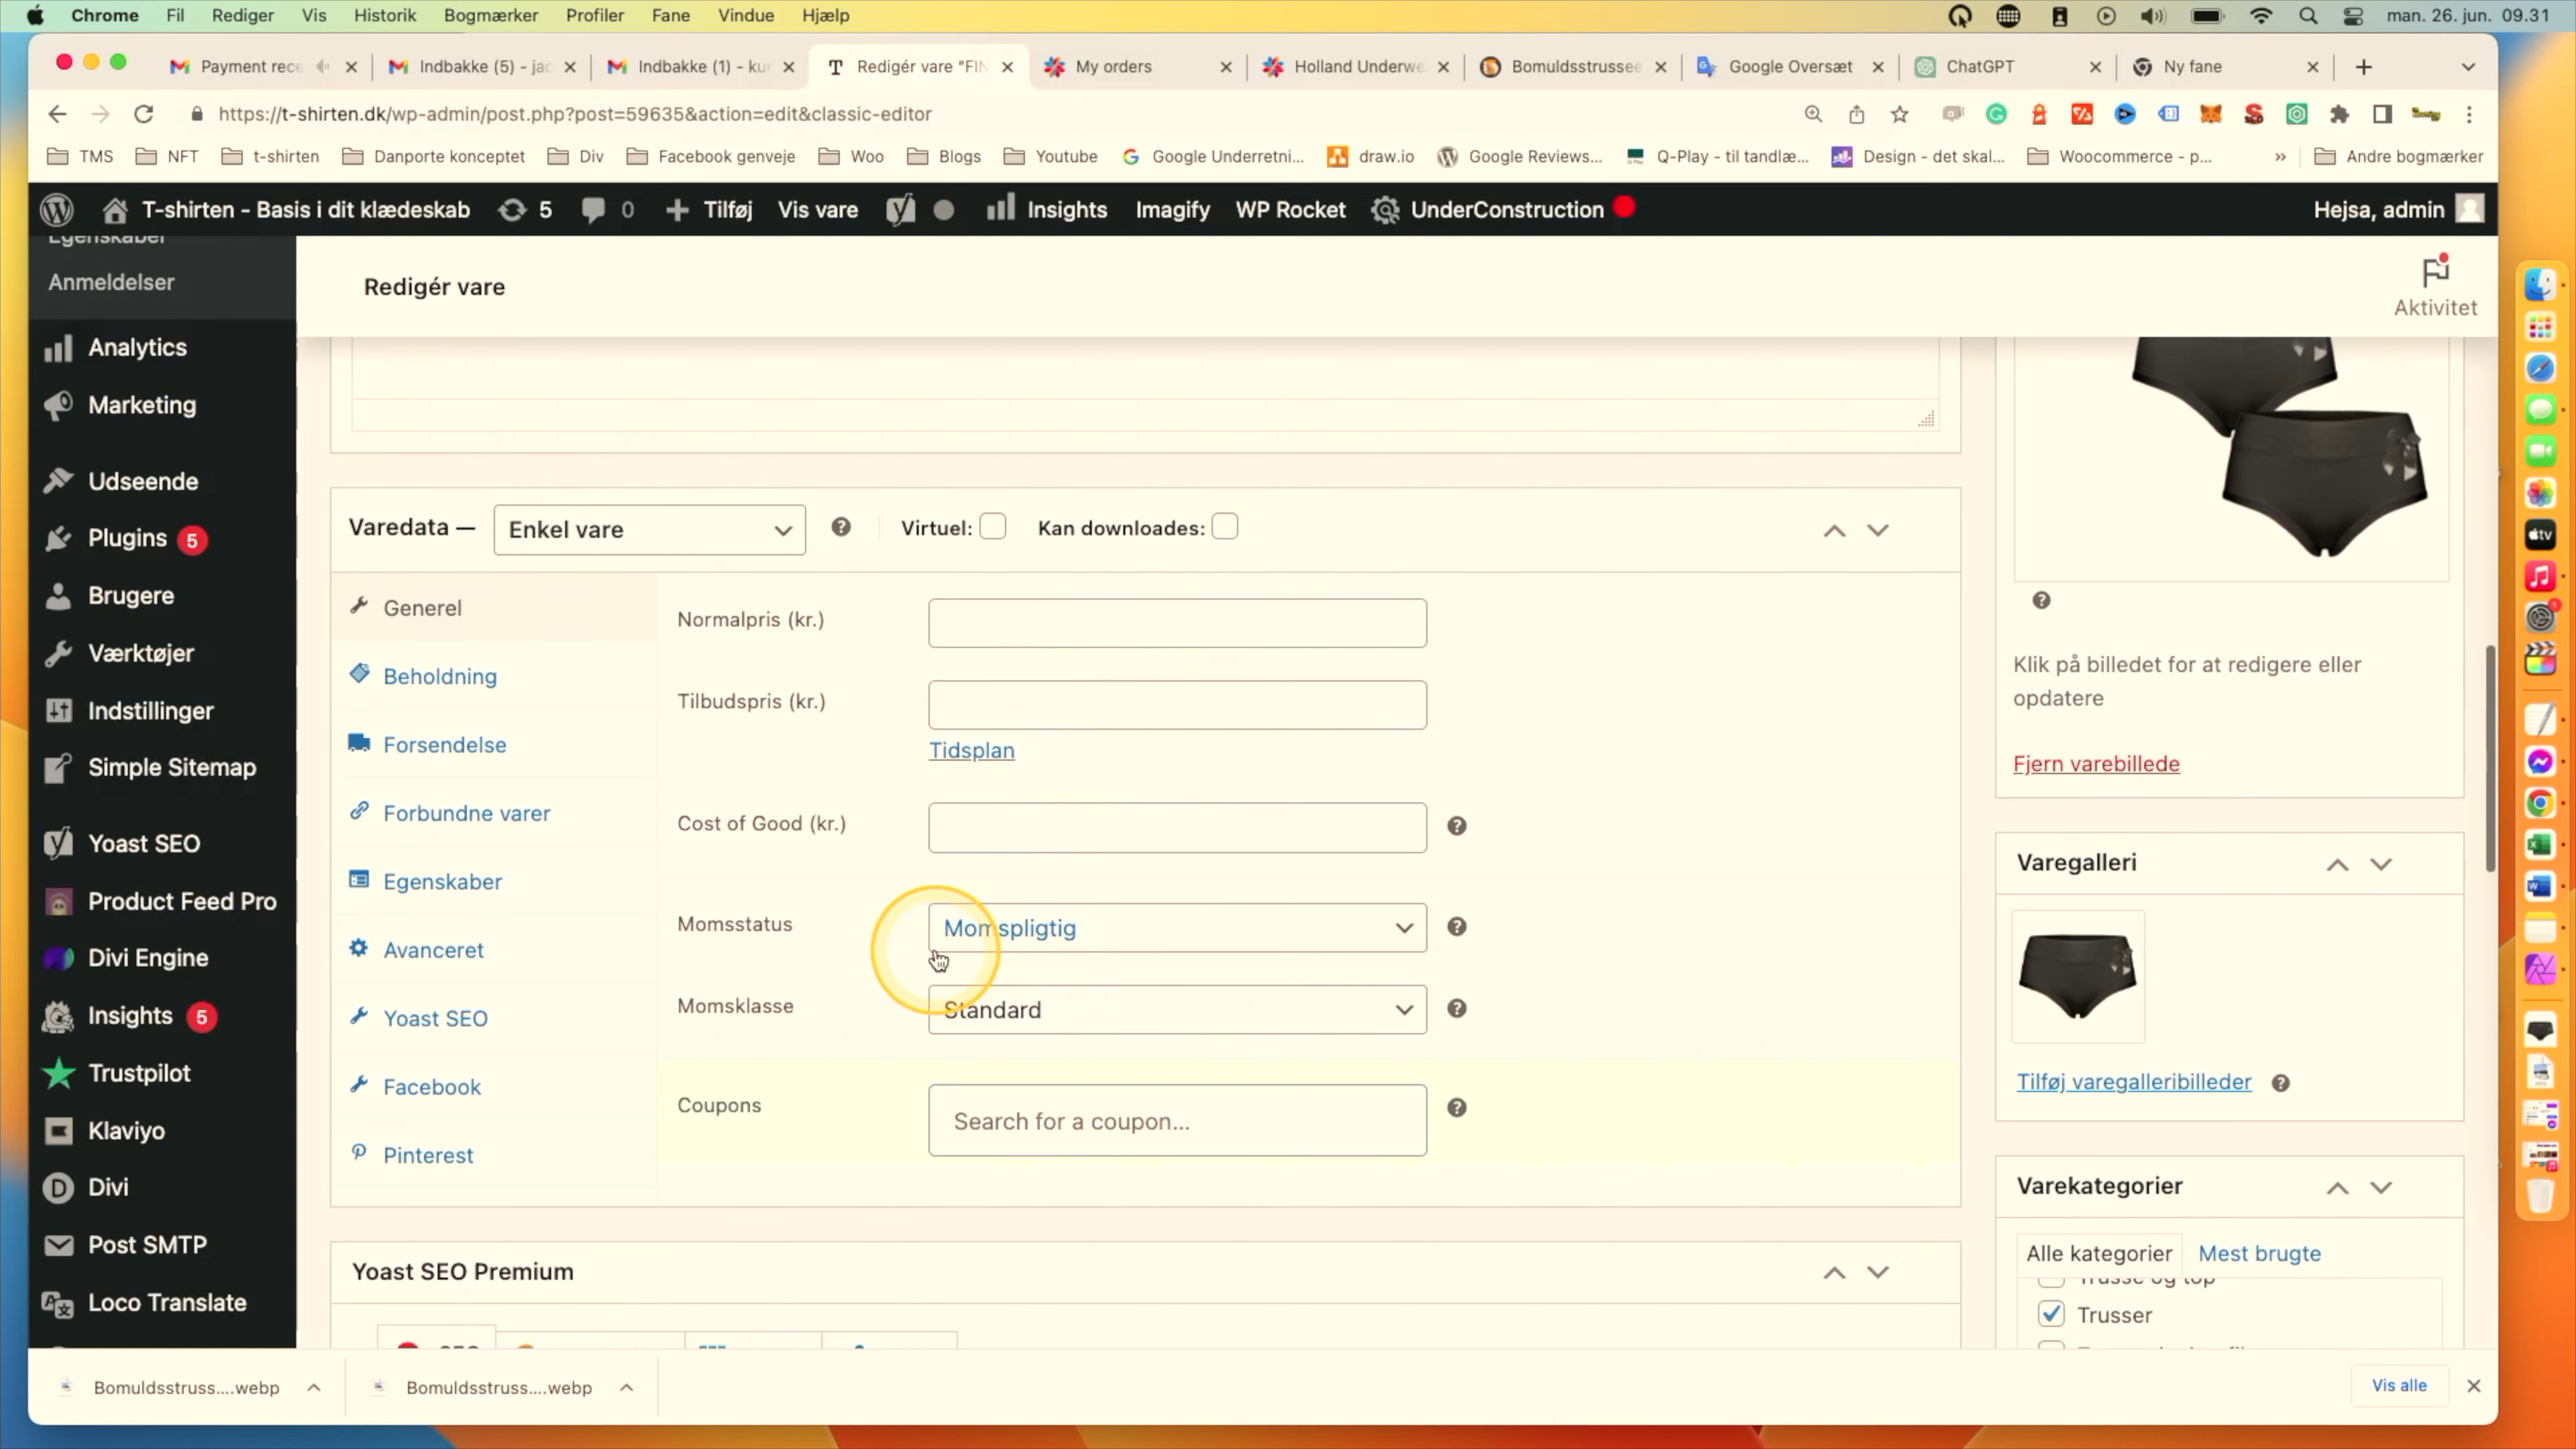 Chrome Fil Rediger Vis Historik Bogmærker Profiler Fane Vindue Hjælp man. 26. jun. 09.31
Payment rece Indbakke (5) - jac Indbakke (1) - kur Redigér vare "FIN My orders Holland Underwe Bomuldsstrussee Google Oversæt ChatGPT Ny fane
https://t-shirten.dk/wp-admin/post.php?post=59635&action=edit&classic-editor
TMS NFT t-shirten Danporte konceptet Div Facebook genveje Woo Blogs Youtube Google Underretni... draw.io Google Reviews... Q-Play - til tandlæ... Design - det skal... Woocommerce - p... » Andre bogmærker
T-shirten - Basis i dit klædeskab 5 0 Tilføj Vis vare Insights Imagify WP Rocket UnderConstruction Hejsa, admin
Egenskaber
Anmeldelser
Analytics
Marketing
Udseende
Plugins 5
Brugere
Værktøjer
Indstillinger
Simple Sitemap
Yoast SEO
Product Feed Pro
Divi Engine
Insights 5
Trustpilot
Klaviyo
Divi
Post SMTP
Loco Translate
Redigér vare
Aktivitet
Varedata — Enkel vare Virtuel: Kan downloades:
Generel
Beholdning
Forsendelse
Forbundne varer
Egenskaber
Avanceret
Yoast SEO
Facebook
Pinterest
Normalpris (kr.)
Tilbudspris (kr.)
Tidsplan
Cost of Good (kr.)
Momsstatus Momspligtig
Momsklasse Standard
Coupons Search for a coupon...
Yoast SEO Premium
Klik på billedet for at redigere eller
opdatere
Fjern varebillede
Varegalleri
Tilføj varegalleribilleder
Varekategorier
Alle kategorier Mest brugte
Trusse og top
Trusser
Bomuldsstruss....webp Bomuldsstruss....webp Vis alle